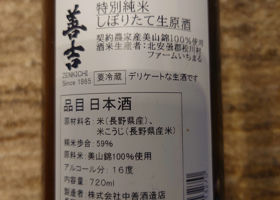 善吉
ZENKICHI
Since 1865
特別純米
しぼりたて生原酒
契約農家産美山錦100%使用
酒米生産者：北安曇郡松川村
ファームいちまる
要冷蔵 デリケートな生酒です
品目 日本酒
原材料名：米(長野県産)、
米こうじ(長野県産)
精米歩合：59%
原料米：美山錦100%使用
アルコール分：16度
内容量：720ml
製造者：株式会社中善酒造店